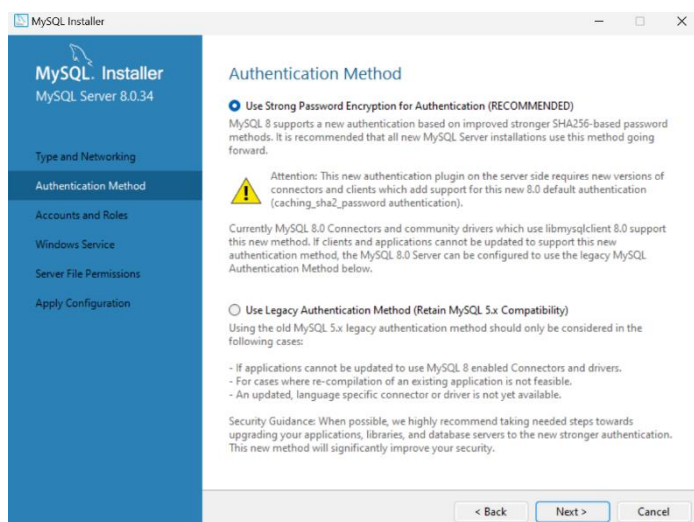 MySQL Installer
MySQL. Installer
MySQL Server 8.0.34
Type and Networking
Authentication Method
Accounts and Roles
Windows Service
Server File Permissions
Apply Configuration
Authentication Method
Use Strong Password Encryption for Authentication (RECOMMENDED)
MySQL 8 supports a new authentication based on improved stronger SHA256-based password
methods. It is recommended that all new MySQL Server installations use this method going
forward.
Attention: This new authentication plugin on the server side requires new versions of
connectors and clients which add support for this new 8.0 default authentication
(caching_sha2_password authentication).
Currently MySQL 8.0 Connectors and community drivers which use libmysqlclient 8.0 support
this new method. If clients and applications cannot be updated to support this new
authentication method, the MySQL 8.0 Server can be configured to use the legacy MySQL
Authentication Method below.
Use Legacy Authentication Method (Retain MySQL 5.x Compatibility)
Using the old MySQL 5.x legacy authentication method should only be considered in the
following cases:
- If applications cannot be updated to use MySQL 8 enabled Connectors and drivers.
- For cases where re-compilation of an existing application is not feasible.
- An updated, language specific connector or driver is not yet available.
Security Guidance: When possible, we highly recommend taking needed steps towards
upgrading your applications, libraries, and database servers to the new stronger authentication.
This new method will significantly improve your security.
< Back
Next >
Cancel